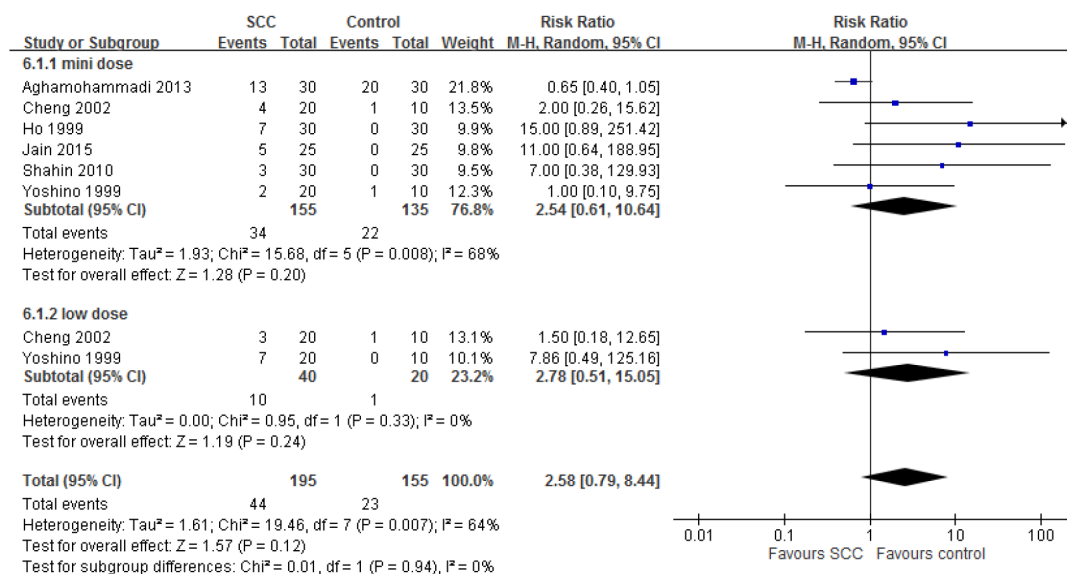 SCC Control Risk Ratio Risk Ratio
Study or Subgroup Events Total Events Total Weight M-H, Random, 95% CI M-H, Random, 95% CI
6.1.1 mini dose
Aghamohammadi 2013 13 30 20 30 21.8% 0.65 [0.40, 1.05]
Cheng 2002 4 20 1 10 13.5% 2.00 [0.26, 15.62]
Ho 1999 7 30 0 30 9.9% 15.00 [0.89, 251.42]
Jain 2015 5 25 0 25 9.8% 11.00 [0.64, 188.95]
Shahin 2010 3 30 0 30 9.5% 7.00 [0.38, 129.93]
Yoshino 1999 2 20 1 10 12.3% 1.00 [0.10, 9.75]
Subtotal (95% CI) 155 135 76.8% 2.54 [0.61, 10.64]
Total events 34 22
Heterogeneity: Tau² = 1.93; Chi² = 15.68, df = 5 (P = 0.008); I² = 68%
Test for overall effect: Z = 1.28 (P = 0.20)
6.1.2 low dose
Cheng 2002 3 20 1 10 13.1% 1.50 [0.18, 12.65]
Yoshino 1999 7 20 0 10 10.1% 7.86 [0.49, 125.16]
Subtotal (95% CI) 40 20 23.2% 2.78 [0.51, 15.05]
Total events 10 1
Heterogeneity: Tau² = 0.00; Chi² = 0.95, df = 1 (P = 0.33); I² = 0%
Test for overall effect: Z = 1.19 (P = 0.24)
Total (95% CI) 195 155 100.0% 2.58 [0.79, 8.44]
Total events 44 23
Heterogeneity: Tau² = 1.61; Chi² = 19.46, df = 7 (P = 0.007); I² = 64%
Test for overall effect: Z = 1.57 (P = 0.12)
Test for subgroup differences: Chi² = 0.01, df = 1 (P = 0.94), I² = 0%
0.01 0.1 1 10 100
Favours SCC Favours control